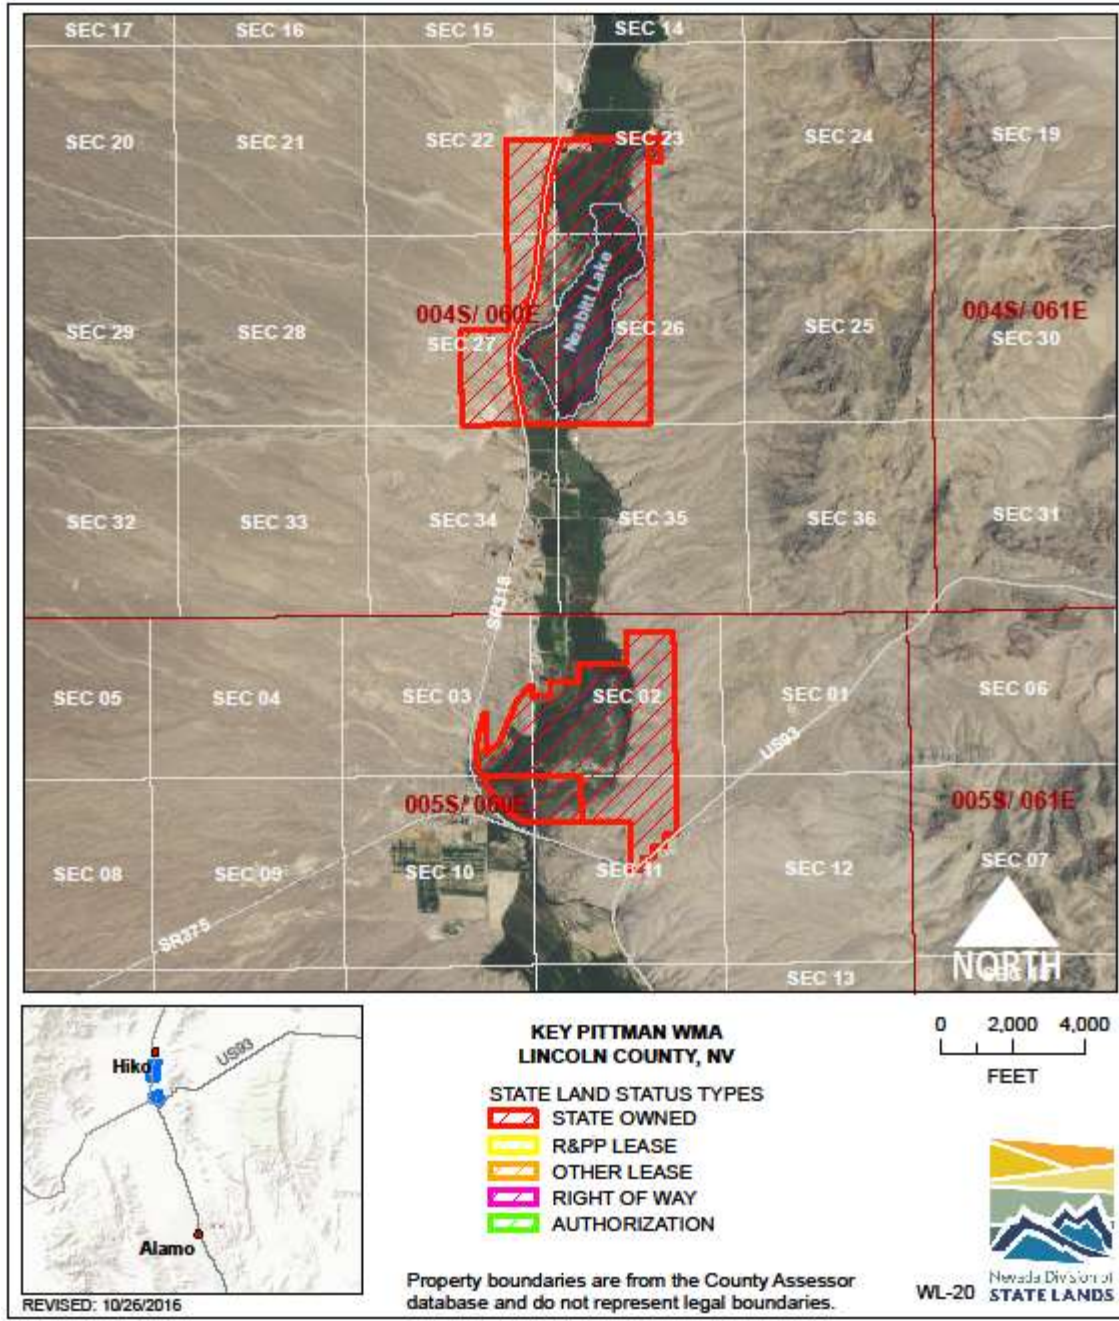 SEC 17 SEC 16 SEC 15 SEC 14
SEC 20 SEC 21 SEC 22 SEC 23 SEC 24 SEC 19
004S/ 060E 004S/ 061E
SEC 29 SEC 28 SEC 27 Nesbitt Lake SEC 26 SEC 25 SEC 30
SEC 32 SEC 33 SEC 34 SEC 35 SEC 36 SEC 31
SR318
SEC 05 SEC 04 SEC 03 SEC 02 SEC 01 SEC 06
US93
005S/ 060E 005S/ 061E
SEC 08 SEC 09 SEC 10 SEC 11 SEC 12 SEC 07
SR375
SEC 13
NORTH
Hiko
US93
Alamo
REVISED: 10/26/2016
KEY PITTMAN WMA
LINCOLN COUNTY, NV
STATE LAND STATUS TYPES
STATE OWNED
R&PP LEASE
OTHER LEASE
RIGHT OF WAY
AUTHORIZATION
Property boundaries are from the County Assessor
database and do not represent legal boundaries.
0 2,000 4,000
FEET
WL-20
Nevada Division of
STATE LANDS